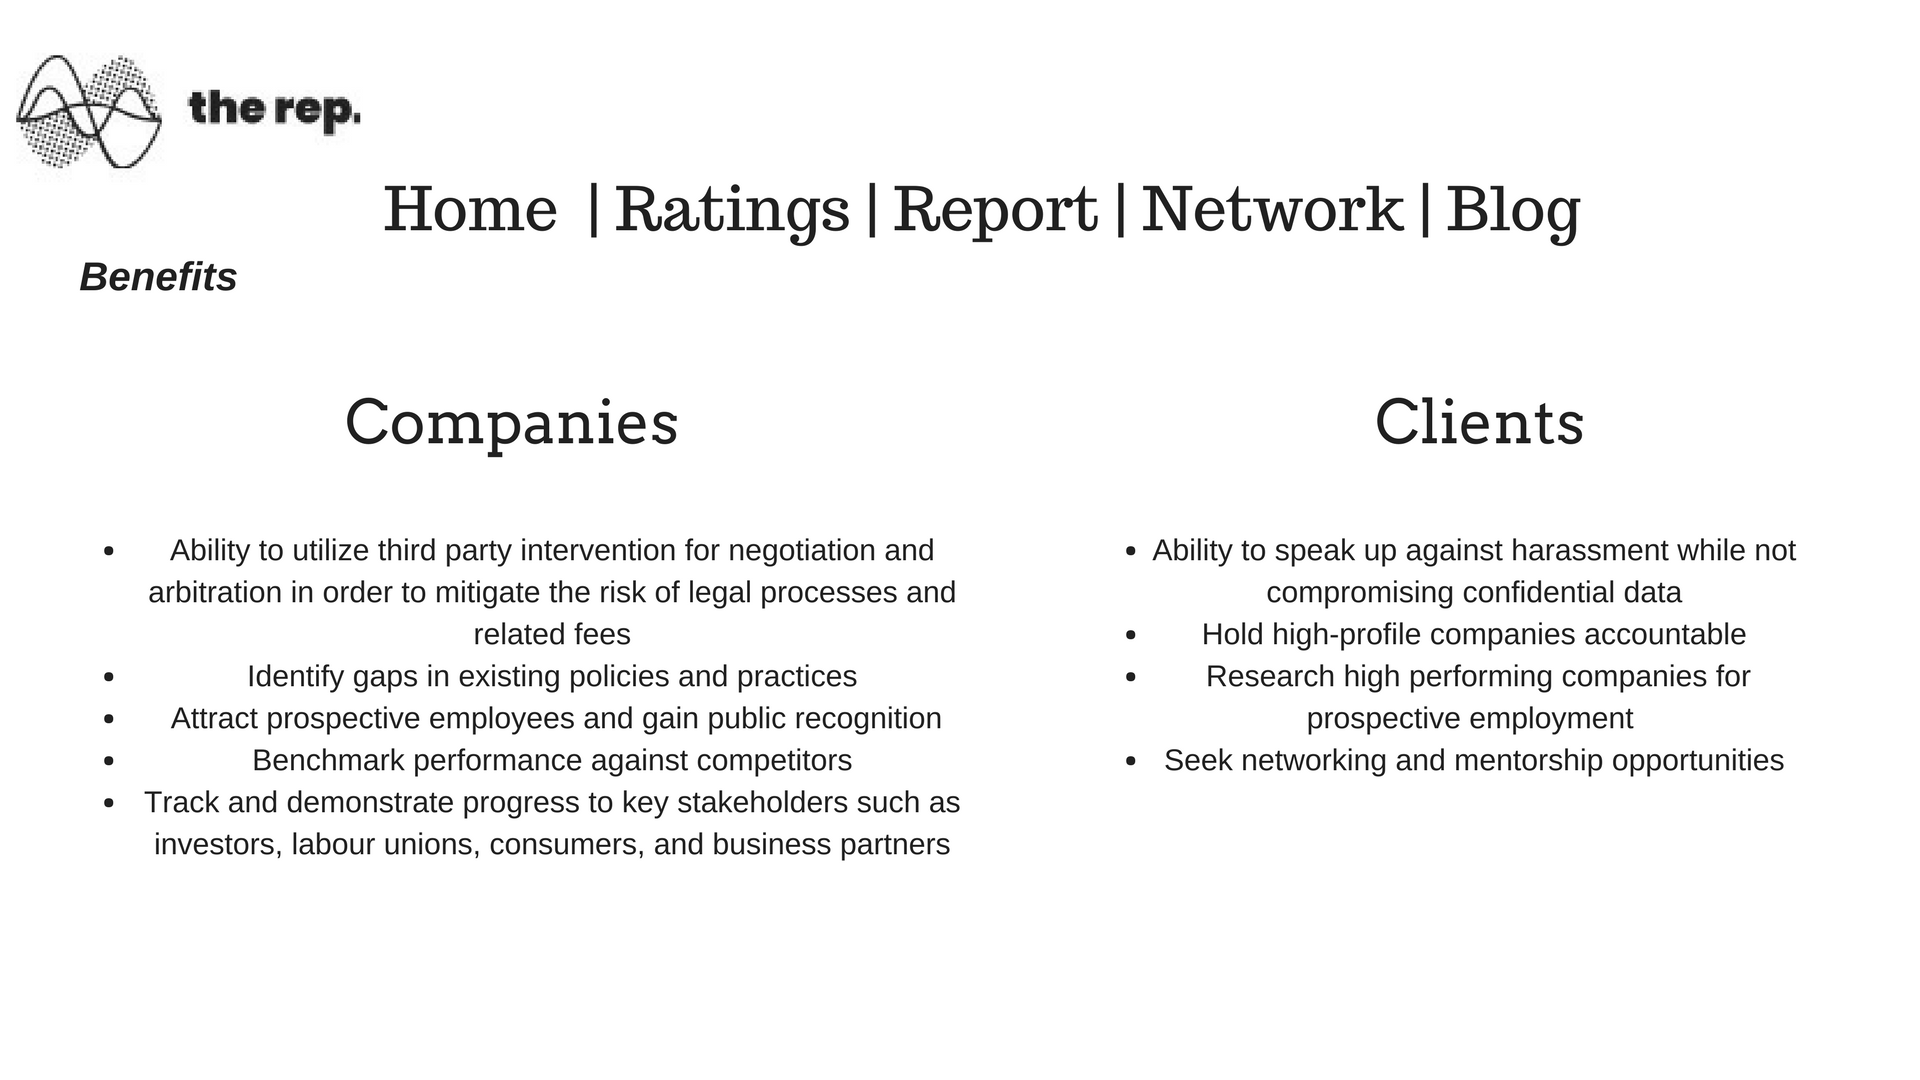 the rep.
Home | Ratings | Report | Network | Blog
Benefits
Companies
• Ability to utilize third party intervention for negotiation and
arbitration in order to mitigate the risk of legal processes and
related fees
• Identify gaps in existing policies and practices
• Attract prospective employees and gain public recognition
• Benchmark performance against competitors
• Track and demonstrate progress to key stakeholders such as
investors, labour unions, consumers, and business partners
Clients
• Ability to speak up against harassment while not
compromising confidential data
• Hold high-profile companies accountable
• Research high performing companies for
prospective employment
• Seek networking and mentorship opportunities